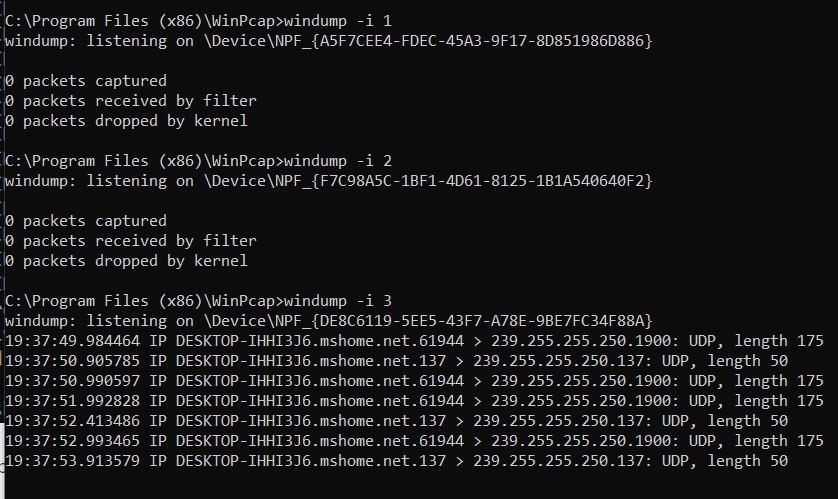 C:\Program Files (x86)\WinPcap>windump -i 1
windump: listening on \Device\NPF_{A5F7CEE4-FDEC-45A3-9F17-8D851986D886}
0 packets captured
0 packets received by filter
0 packets dropped by kernel
C:\Program Files (x86)\WinPcap>windump -i 2
windump: listening on \Device\NPF_{F7C98A5C-1BF1-4D61-8125-1B1A540640F2}
0 packets captured
0 packets received by filter
0 packets dropped by kernel
C:\Program Files (x86)\WinPcap>windump -i 3
windump: listening on \Device\NPF_{DE8C6119-5EE5-43F7-A78E-9BE7FC34F88A}
19:37:49.984464 IP DESKTOP-IHHI3J6.mshome.net.61944 > 239.255.255.250.1900: UDP, length 175
19:37:50.905785 IP DESKTOP-IHHI3J6.mshome.net.137 > 239.255.255.250.137: UDP, length 50
19:37:50.990597 IP DESKTOP-IHHI3J6.mshome.net.61944 > 239.255.255.250.1900: UDP, length 175
19:37:51.992828 IP DESKTOP-IHHI3J6.mshome.net.61944 > 239.255.255.250.1900: UDP, length 175
19:37:52.413486 IP DESKTOP-IHHI3J6.mshome.net.137 > 239.255.255.250.137: UDP, length 50
19:37:52.993465 IP DESKTOP-IHHI3J6.mshome.net.61944 > 239.255.255.250.1900: UDP, length 175
19:37:53.913579 IP DESKTOP-IHHI3J6.mshome.net.137 > 239.255.255.250.137: UDP, length 50